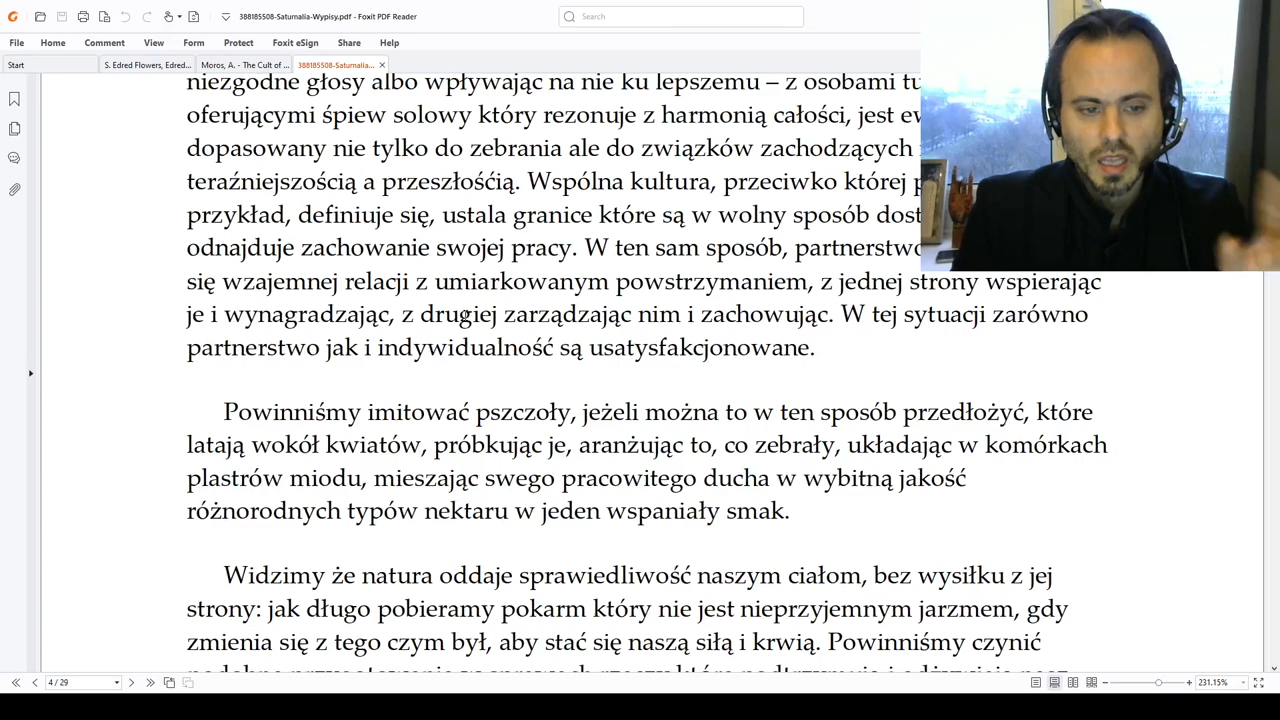 388185508-Saturnalia-Wypisy.pdf - Foxit PDF Reader
Search
File Home Comment View Form Protect Foxit eSign Share Help
Start S. Edred Flowers, Edred... Moros, A. - The Cult of ... 388185508-Saturnalia...
niezgodne głosy albo wpływając na nie ku lepszemu – z osobami
oferującymi śpiew solowy który rezonuje z harmonią całości, jest
dopasowany nie tylko do zebrania ale do związków zachodzących
teraźniejszością a przeszłośćią. Wspólna kultura, przeciwko której
przykład, definiuje się, ustala granice które są w wolny sposób
odnajduje zachowanie swojej pracy. W ten sam sposób, partnerstwo
się wzajemnej relacji z umiarkowanym powstrzymaniem, z jednej strony wspierając
je i wynagradzając, z drugiej zarządzając nim i zachowując. W tej sytuacji zarówno
partnerstwo jak i indywidualność są usatysfakcjonowane.
Powinniśmy imitować pszczoły, jeżeli można to w ten sposób przedłożyć, które
latają wokół kwiatów, próbkując je, aranżując to, co zebrały, układając w komórkach
plastrów miodu, mieszając swego pracowitego ducha w wybitną jakość
różnorodnych typów nektaru w jeden wspaniały smak.
Widzimy że natura oddaje sprawiedliwość naszym ciałom, bez wysiłku z jej
strony: jak długo pobieramy pokarm który nie jest nieprzyjemnym jarzmem, gdy
zmienia się z tego czym był, aby stać się naszą siłą i krwią. Powinniśmy czynić
4 / 29
231.15%